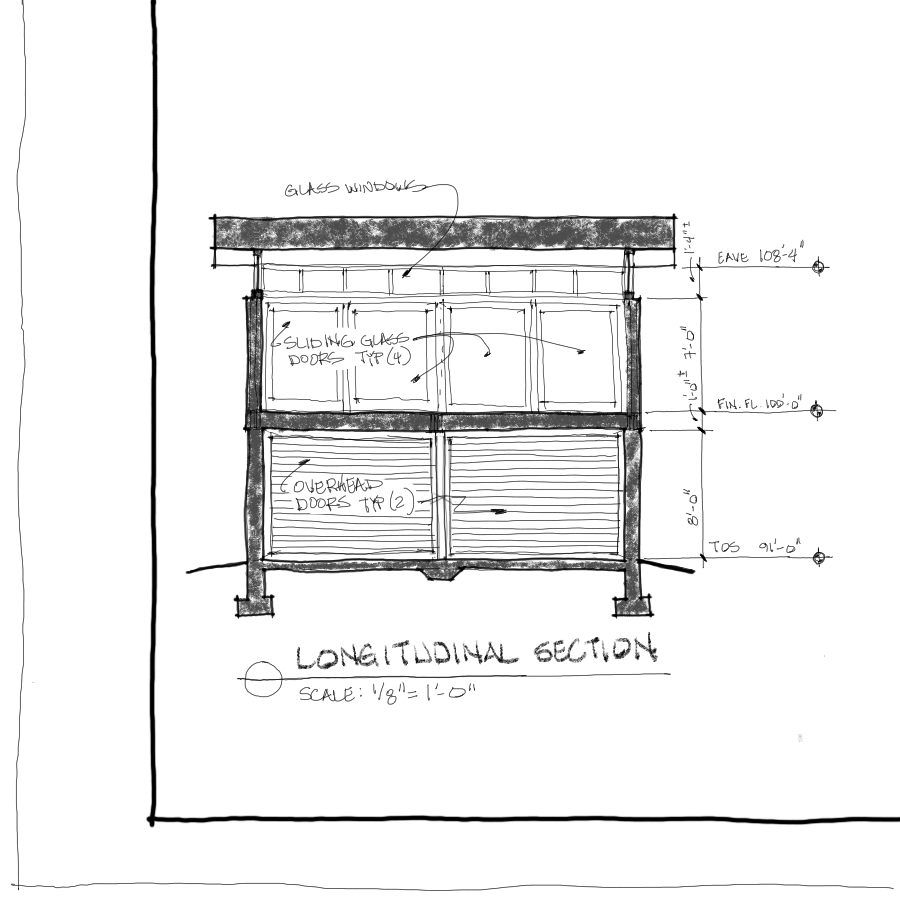 GLASS WINDOWS
1'-4"±
EAVE 108'-4"
SLIDING GLASS
DOORS TYP (4)
7'-0"
1'-0"±
FIN. FL. 100'-0"
OVERHEAD
DOORS TYP (2)
8'-0"
TOS 91'-0"
LONGITUDINAL SECTION
SCALE: 1/8" = 1'-0"